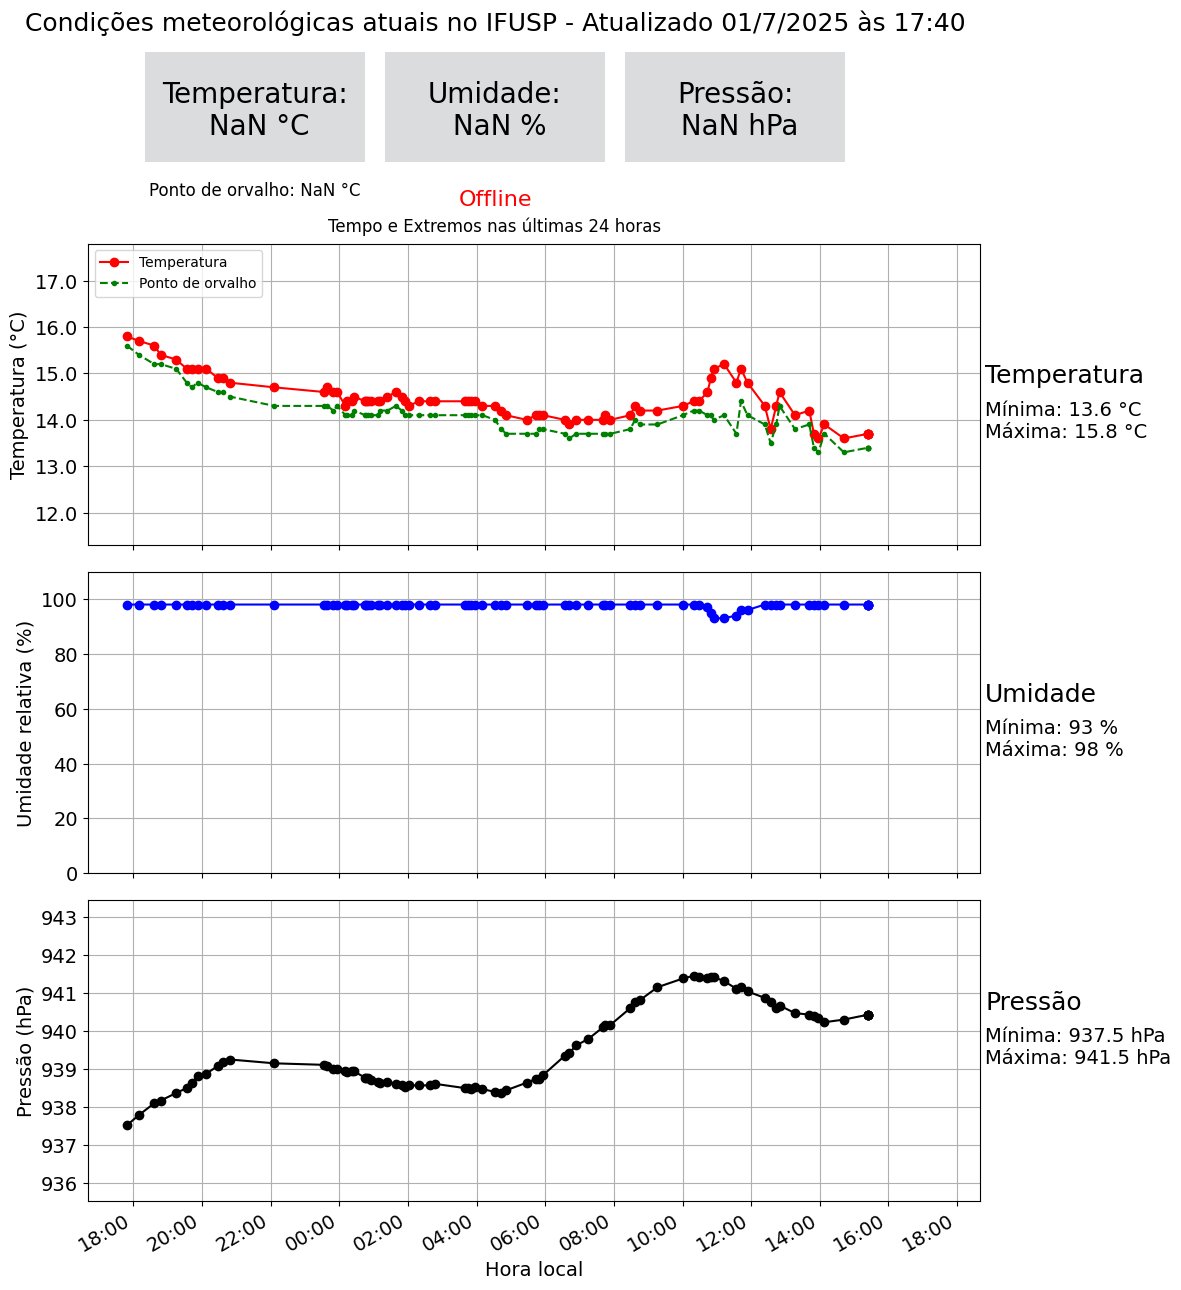 Condições meteorológicas atuais no IFUSP - Atualizado 01/7/2025 às 17:40
Temperatura:
NaN °C
Umidade:
NaN %
Pressão:
NaN hPa
Ponto de orvalho: NaN °C
Offline
Tempo e Extremos nas últimas 24 horas
Temperatura
Ponto de orvalho
Temperatura (°C)
17.0
16.0
15.0
14.0
13.0
12.0
Temperatura
Mínima: 13.6 °C
Máxima: 15.8 °C
Umidade relativa (%)
100
80
60
40
20
0
Umidade
Mínima: 93 %
Máxima: 98 %
Pressão (hPa)
943
942
941
940
939
938
937
936
Pressão
Mínima: 937.5 hPa
Máxima: 941.5 hPa
18:00 20:00 22:00 00:00 02:00 04:00 06:00 08:00 10:00 12:00 14:00 16:00 18:00
Hora local